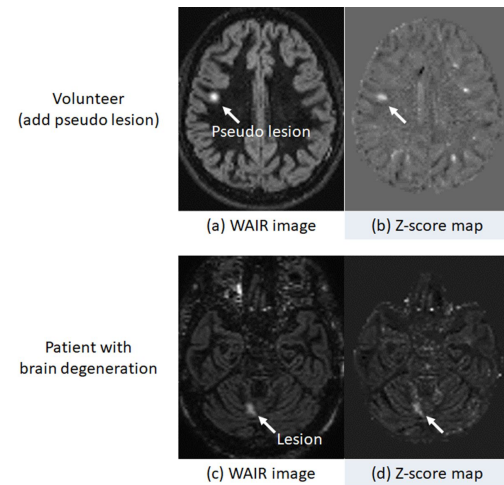 Volunteer
(add pseudo lesion)
Pseudo lesion
(a) WAIR image
(b) Z-score map
Patient with
brain degeneration
Lesion
(c) WAIR image
(d) Z-score map